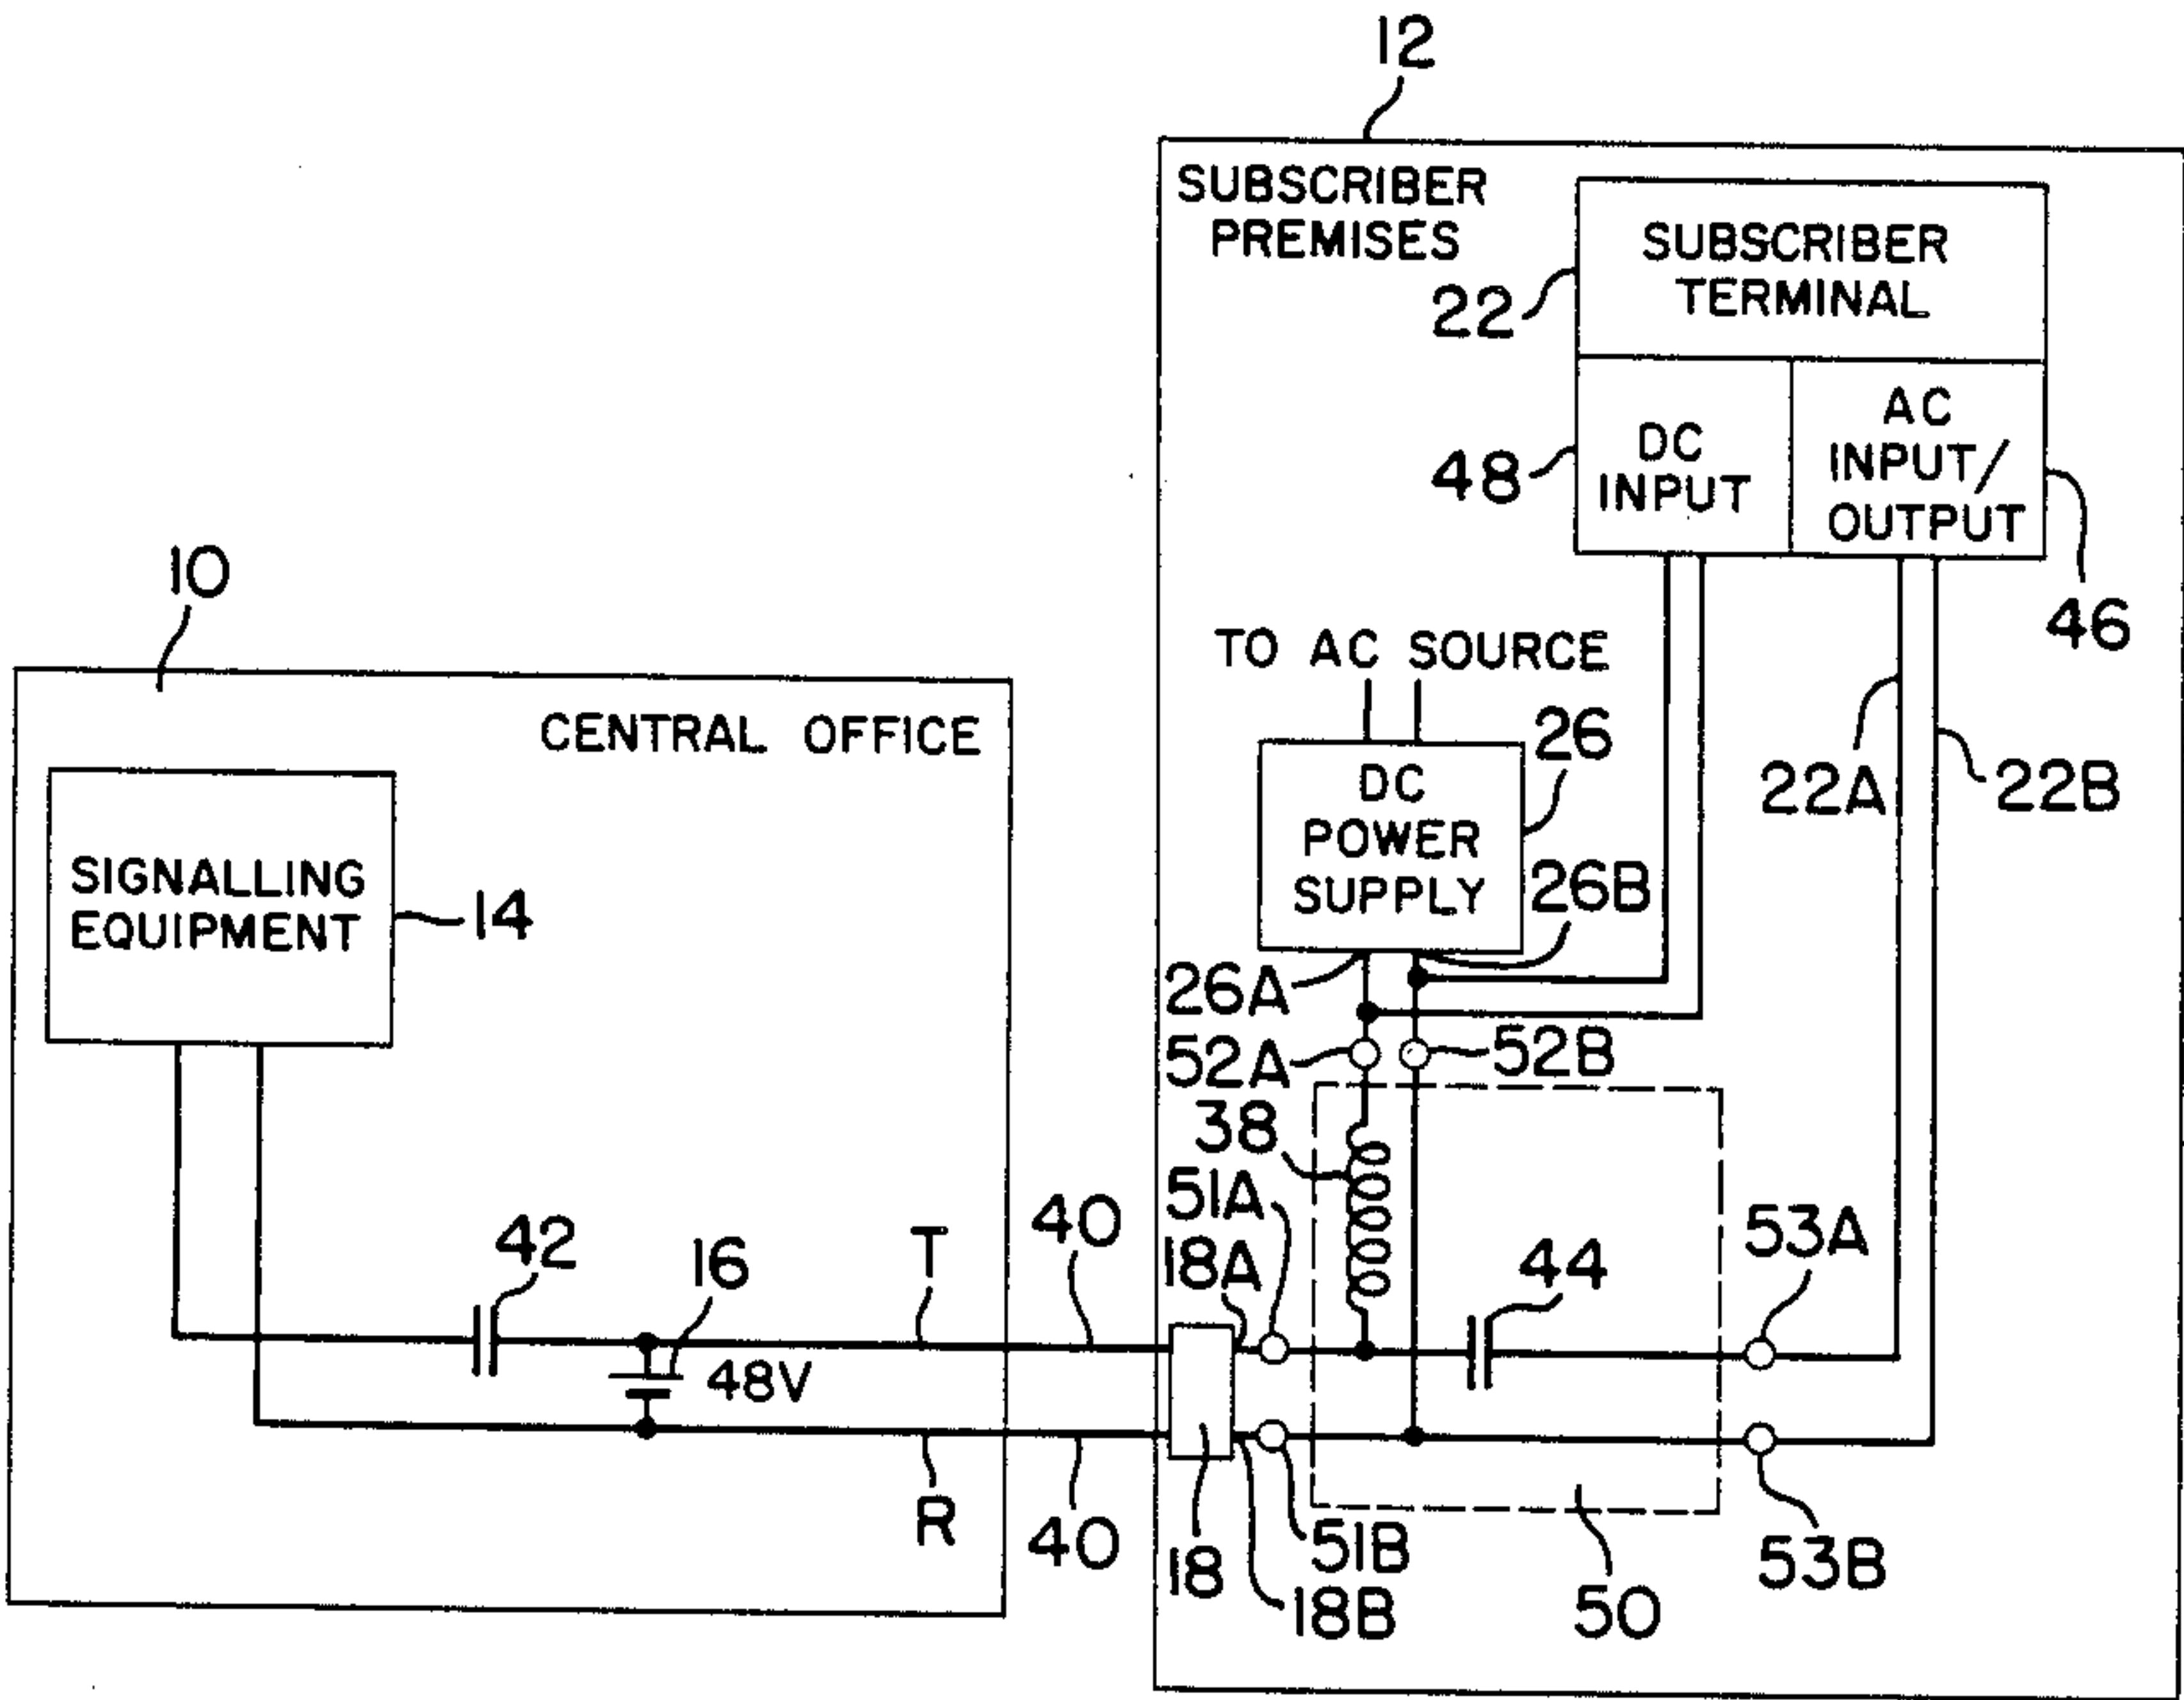 12
SUBSCRIBER
PREMISES
SUBSCRIBER
TERMINAL
22
48
DC
INPUT
AC
INPUT/
OUTPUT
46
10
TO AC SOURCE
CENTRAL OFFICE
26
DC
POWER
SUPPLY
22A
22B
SIGNALLING
EQUIPMENT
14
26B
26A
52A
52B
38
51A
18A
42
16
T
40
44
53A
48V
R
40
18
51B
18B
50
53B